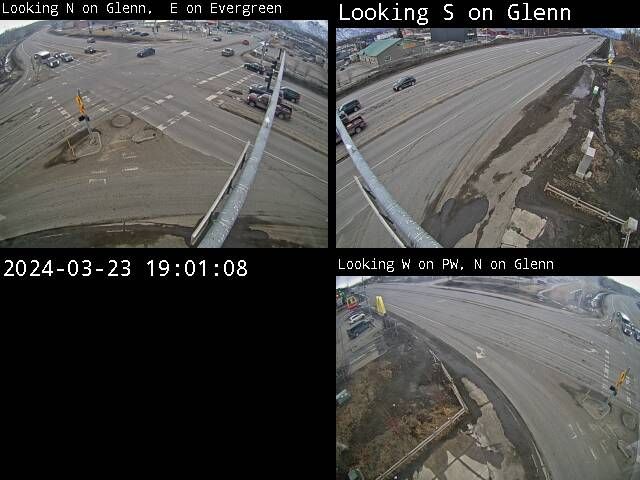 Looking N on Glenn,  E on Evergreen
Looking S on Glenn
2024-03-23 19:01:08
Looking W on PW, N on Glenn